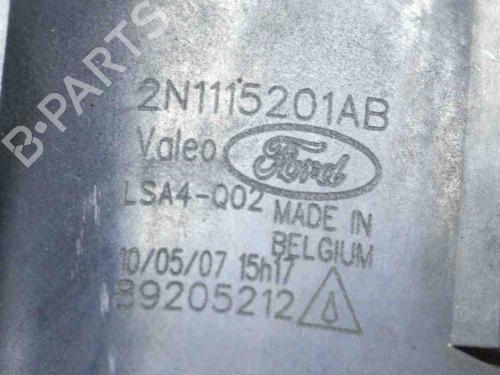 2N1115201AB
Valeo Ford
LSA4-Q02
MADE IN
BELGIUM
10/05/07 15h17
89205212
B-PARTS